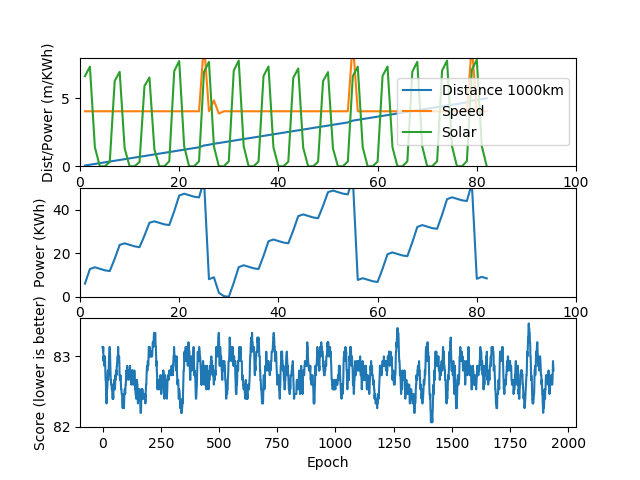 Dist/Power (m/KWh)
5
0
Distance 1000km
Speed
Solar
0 20 40 60 80 100
Power (KWh)
40
20
0
0 20 40 60 80 100
Score (lower is better)
83
82
0 250 500 750 1000 1250 1500 1750 2000
Epoch